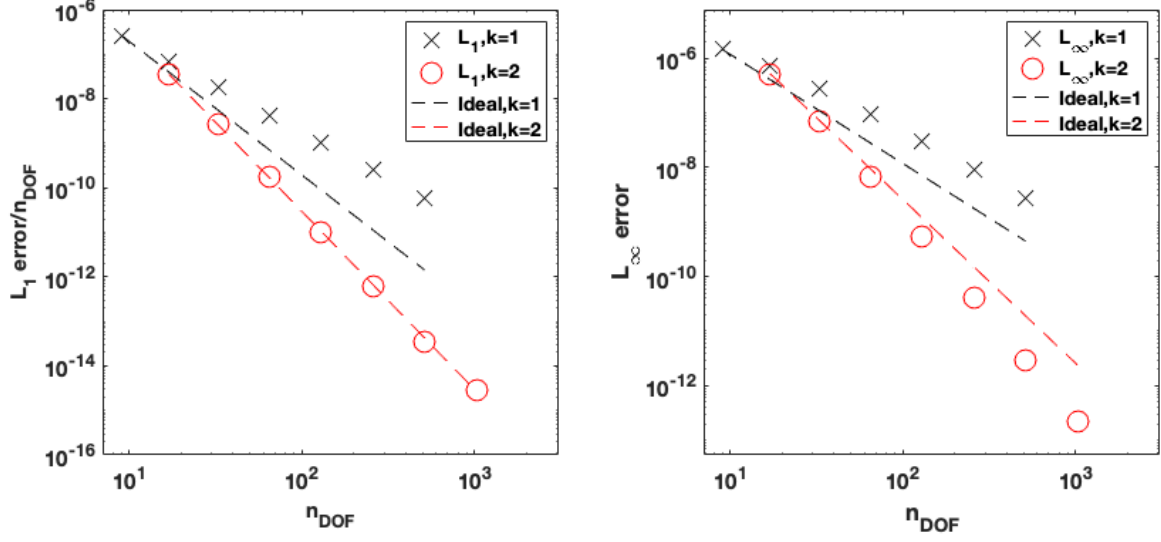 10^-6
10^-8
10^-10
10^-12
10^-14
10^-16
L_1 error/n_DOF
10^1
10^2
10^3
n_DOF
L_1,k=1
L_1,k=2
Ideal,k=1
Ideal,k=2
10^-6
10^-8
10^-10
10^-12
L_∞ error
10^1
10^2
10^3
n_DOF
L_∞,k=1
L_∞,k=2
Ideal,k=1
Ideal,k=2